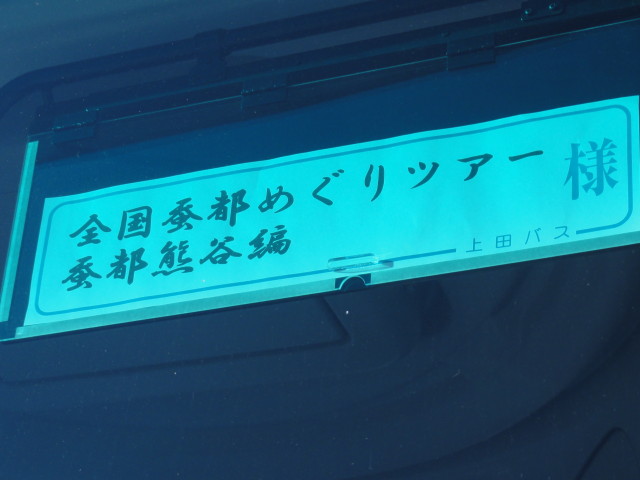 全国蚕都めぐりツアー 様
蚕都熊谷編
上田バス